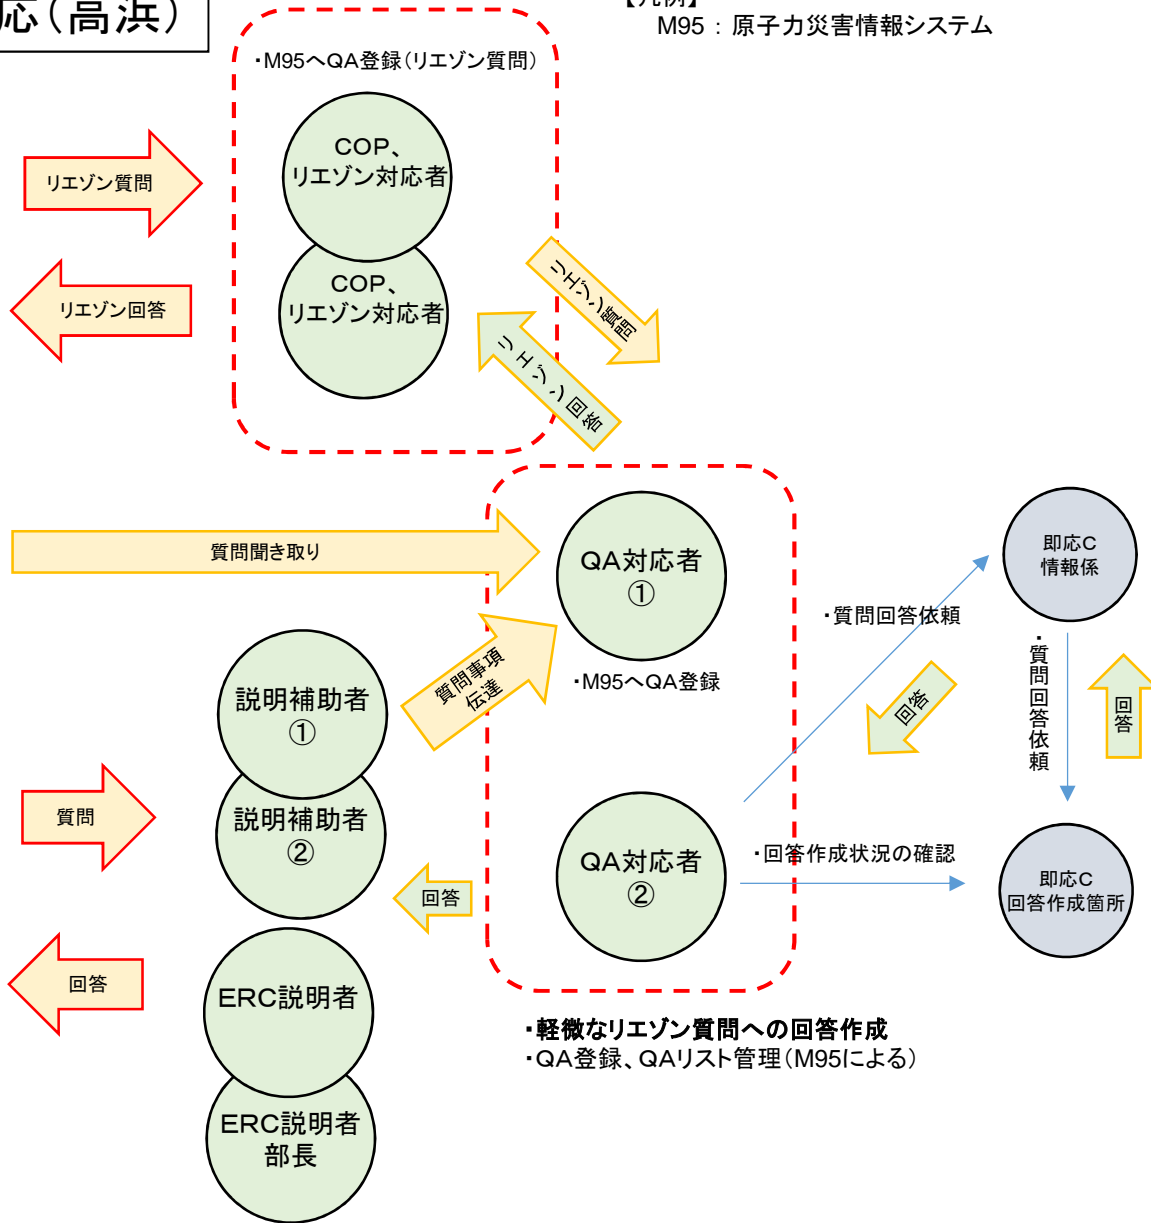 応（高浜）
【凡例】
M95 : 原子力災害情報システム
・M95へQA登録（リエゾン質問）
COP、
リエゾン対応者
リエゾン質問
COP、
リエゾン対応者
リエゾン回答
リエゾン質問
リエゾン回答
質問聞き取り
QA対応者
①
即応C
情報係
・質問回答依頼
・M95へQA登録
質問事項
伝達
説明補助者
①
回答
・質問回答依頼
回答
質問
説明補助者
②
QA対応者
②
・回答作成状況の確認
回答
即応C
回答作成箇所
回答
ERC説明者
・軽微なリエゾン質問への回答作成
・QA登録、QAリスト管理（M95による）
ERC説明者
部長